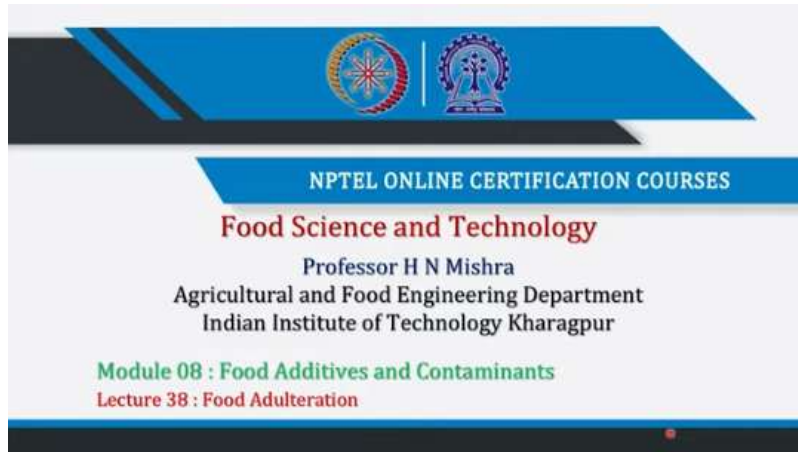 NPTEL ONLINE CERTIFICATION COURSES
Food Science and Technology
Professor H N Mishra
Agricultural and Food Engineering Department
Indian Institute of Technology Kharagpur
Module 08 : Food Additives and Contaminants
Lecture 38 : Food Adulteration